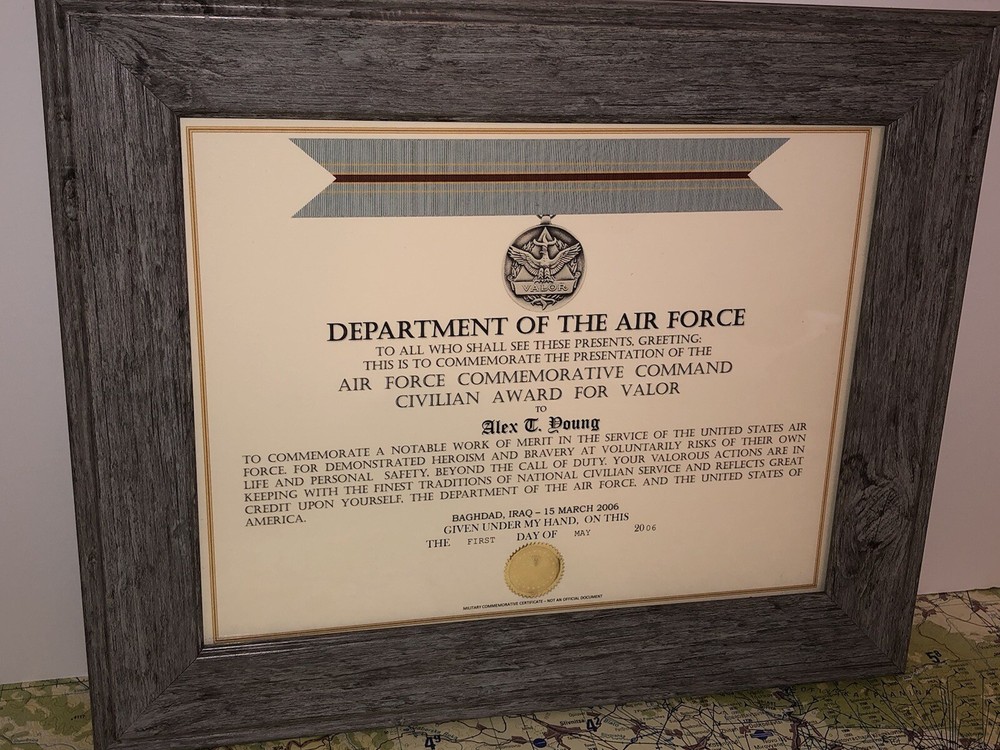 VALOR
DEPARTMENT OF THE AIR FORCE
TO ALL WHO SHALL SEE THESE PRESENTS, GREETING:
THIS IS TO COMMEMORATE THE PRESENTATION OF THE
AIR FORCE COMMEMORATIVE COMMAND
CIVILIAN AWARD FOR VALOR
TO
Alex T. Young
TO COMMEMORATE A NOTABLE WORK OF MERIT IN THE SERVICE OF THE UNITED STATES AIR
FORCE. FOR DEMONSTRATED HEROISM AND BRAVERY AT VOLUNTARILY RISKS OF THEIR OWN
LIFE AND PERSONAL SAFETY, BEYOND THE CALL OF DUTY. YOUR VALOROUS ACTIONS ARE IN
KEEPING WITH THE FINEST TRADITIONS OF NATIONAL CIVILIAN SERVICE AND REFLECTS GREAT
CREDIT UPON YOURSELF, THE DEPARTMENT OF THE AIR FORCE, AND THE UNITED STATES OF
AMERICA.
BAGHDAD, IRAQ – 15 MARCH 2006
GIVEN UNDER MY HAND, ON THIS
THE FIRST DAY OF MAY 2006
MILITARY COMMEMORATIVE CERTIFICATE - NOT AN OFFICIAL DOCUMENT